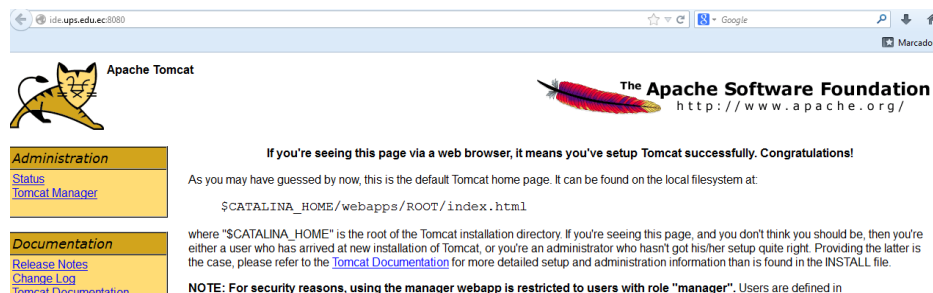 ide.ups.edu.ec:8080
Google
Marcado
Apache Tomcat
The Apache Software Foundation
http://www.apache.org/
Administration
Status
Tomcat Manager
Documentation
Release Notes
Change Log
Tomcat Documentation
If you're seeing this page via a web browser, it means you've setup Tomcat successfully. Congratulations!
As you may have guessed by now, this is the default Tomcat home page. It can be found on the local filesystem at:
$CATALINA_HOME/webapps/ROOT/index.html
where "$CATALINA_HOME" is the root of the Tomcat installation directory. If you're seeing this page, and you don't think you should be, then you're
either a user who has arrived at new installation of Tomcat, or you're an administrator who hasn't got his/her setup quite right. Providing the latter is
the case, please refer to the Tomcat Documentation for more detailed setup and administration information than is found in the INSTALL file.
NOTE: For security reasons, using the manager webapp is restricted to users with role "manager". Users are defined in